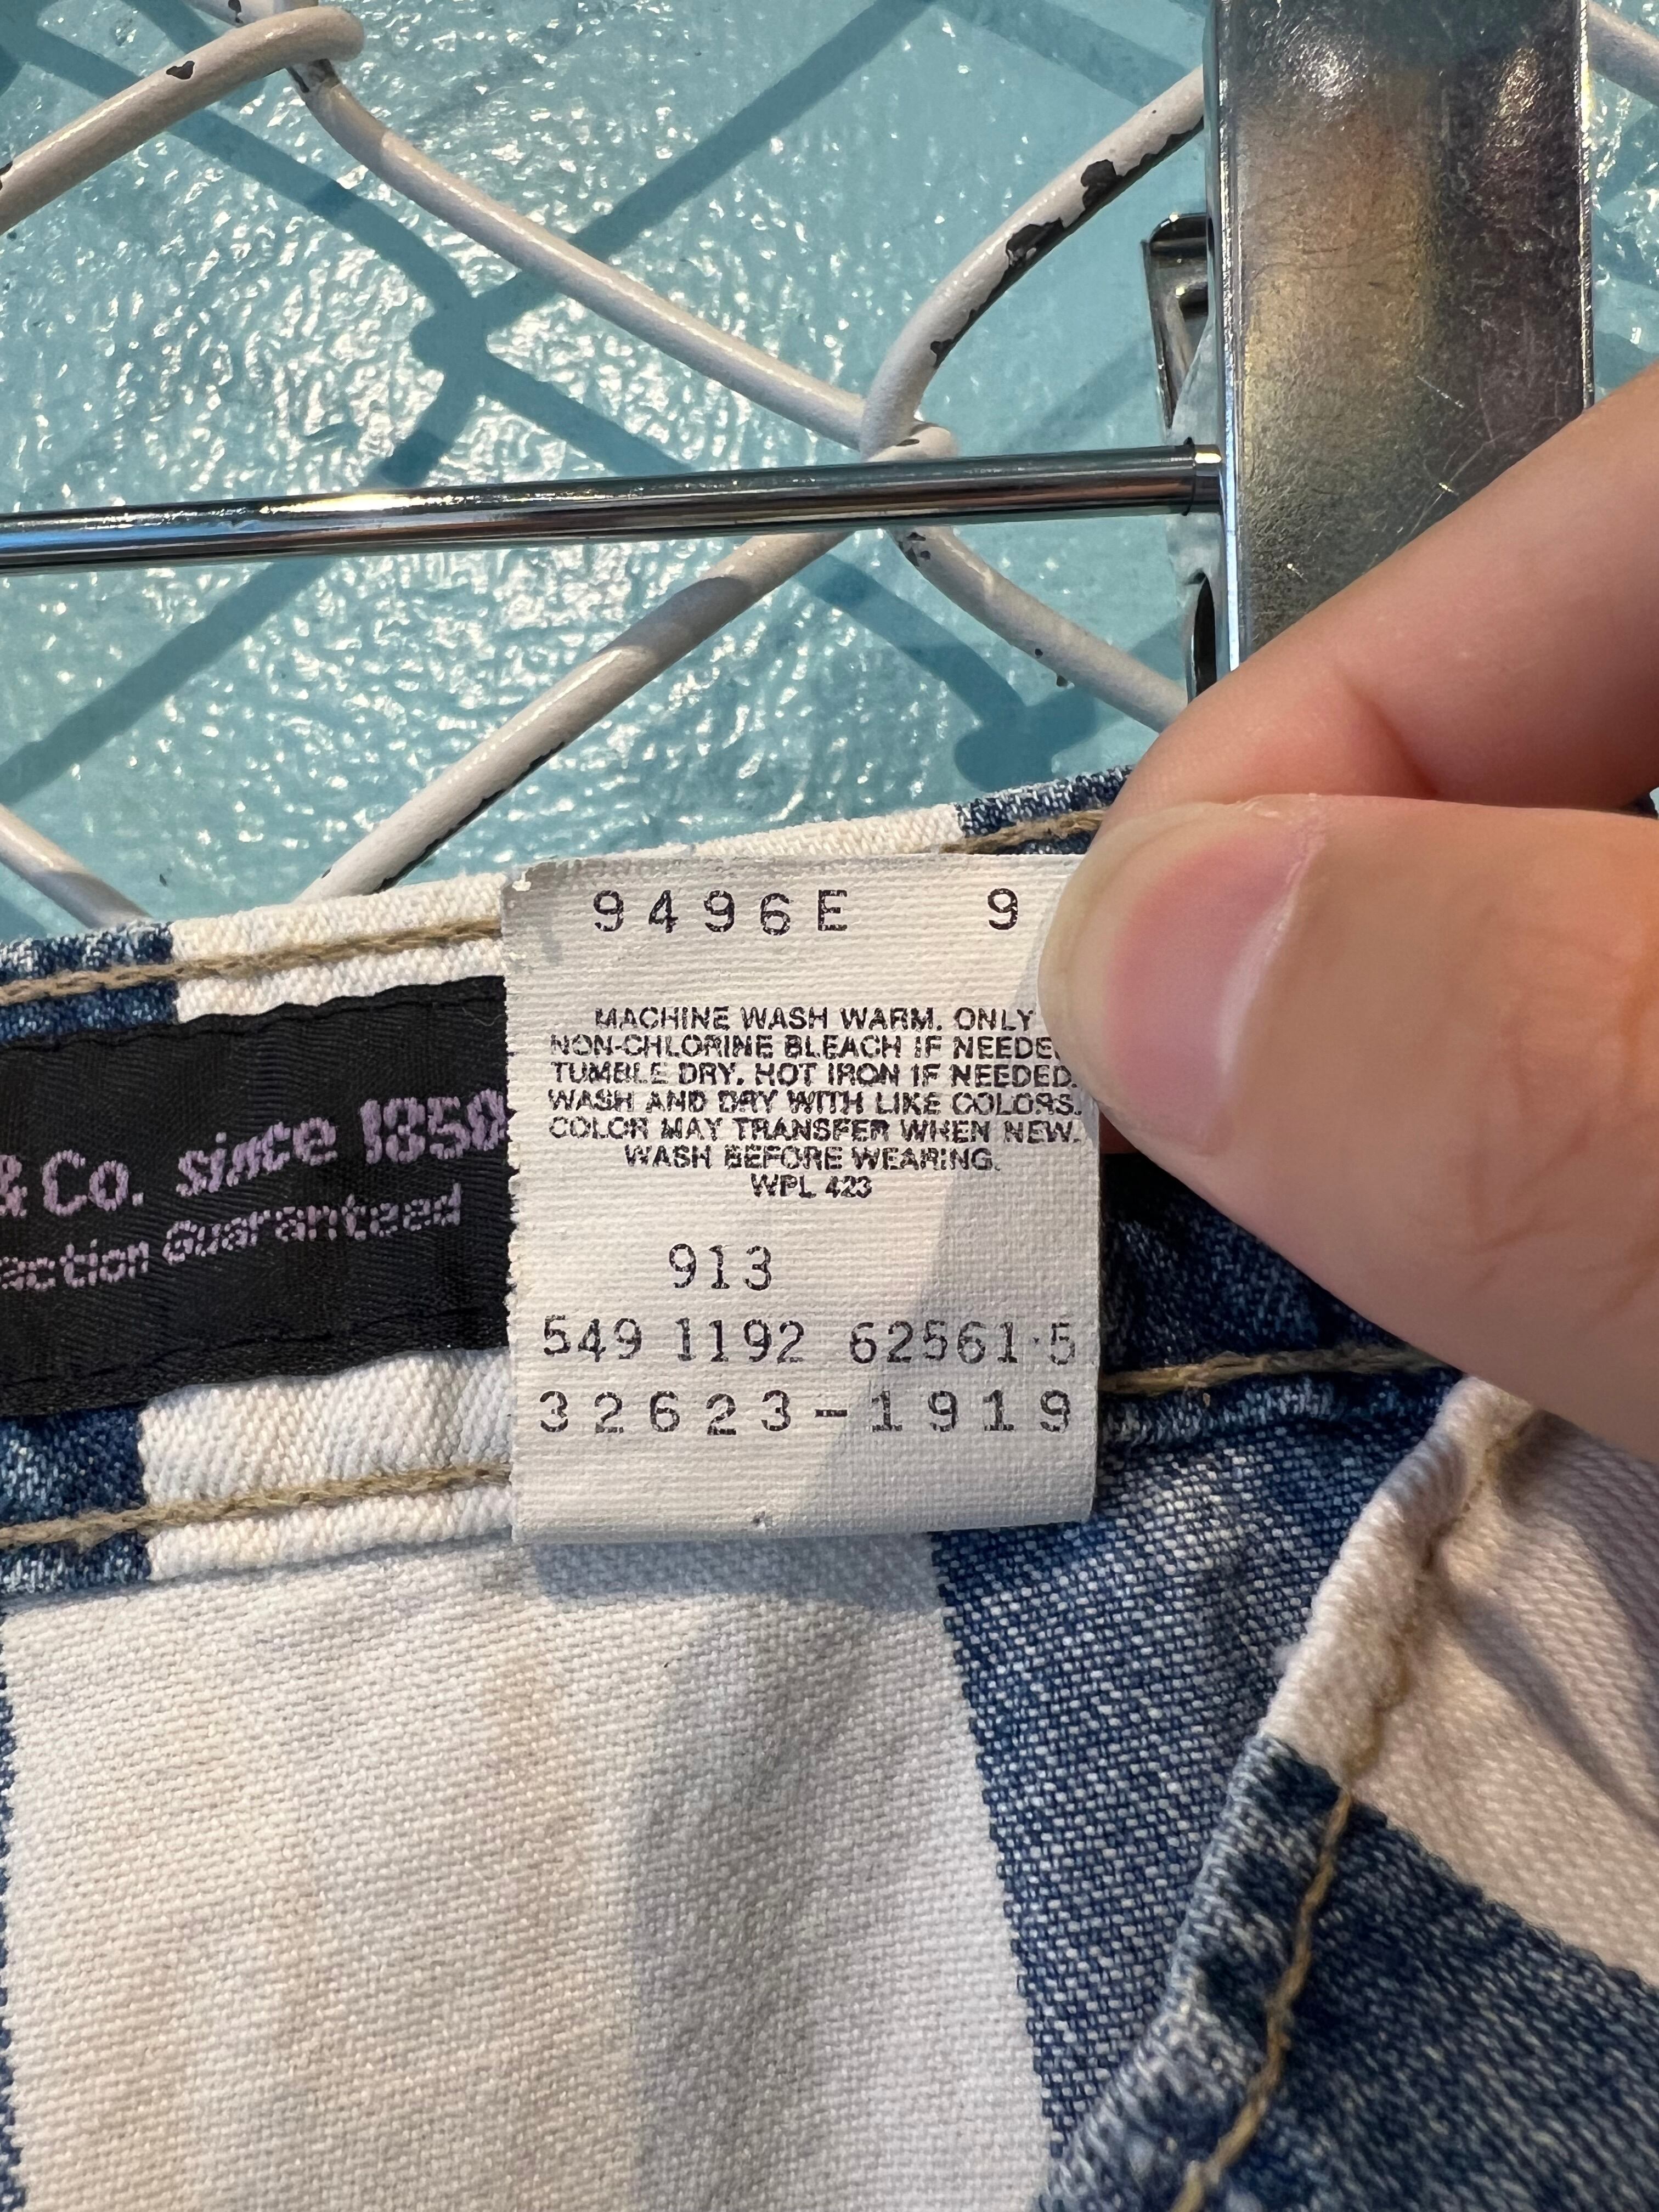 9496E 9
MACHINE WASH WARM. ONLY
NON-CHLORINE BLEACH IF NEEDE
TUMBLE DRY. HOT IRON IF NEEDED.
WASH AND DRY WITH LIKE COLORS.
COLOR MAY TRANSFER WHEN NEW.
WASH BEFORE WEARING.
WPL 423
913
549 1192 62561·5
32623-1919
& Co. since 1850
action Guaranteed